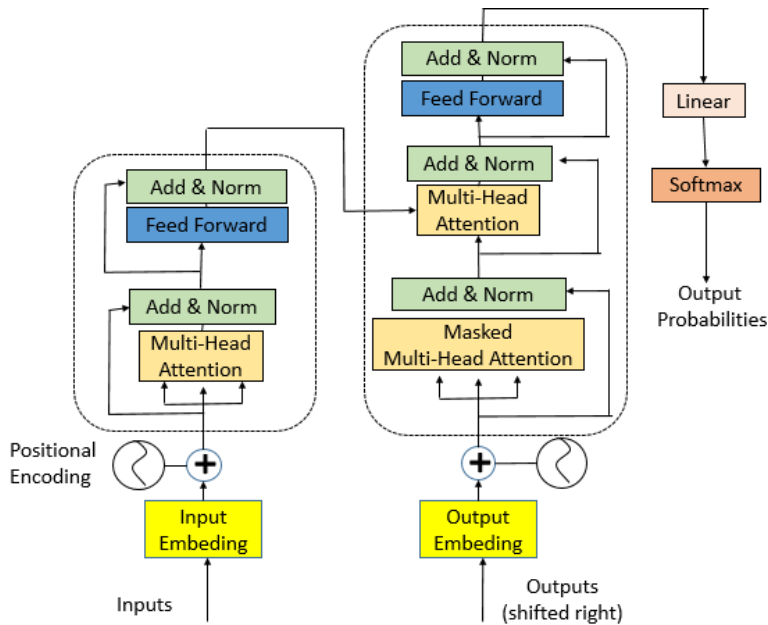 Add & Norm
Feed Forward
Add & Norm
Multi-Head
Attention
Positional
Encoding
Input
Embeding
Inputs
Add & Norm
Feed Forward
Add & Norm
Multi-Head
Attention
Add & Norm
Masked
Multi-Head Attention
Output
Embeding
Outputs
(shifted right)
Linear
Softmax
Output
Probabilities